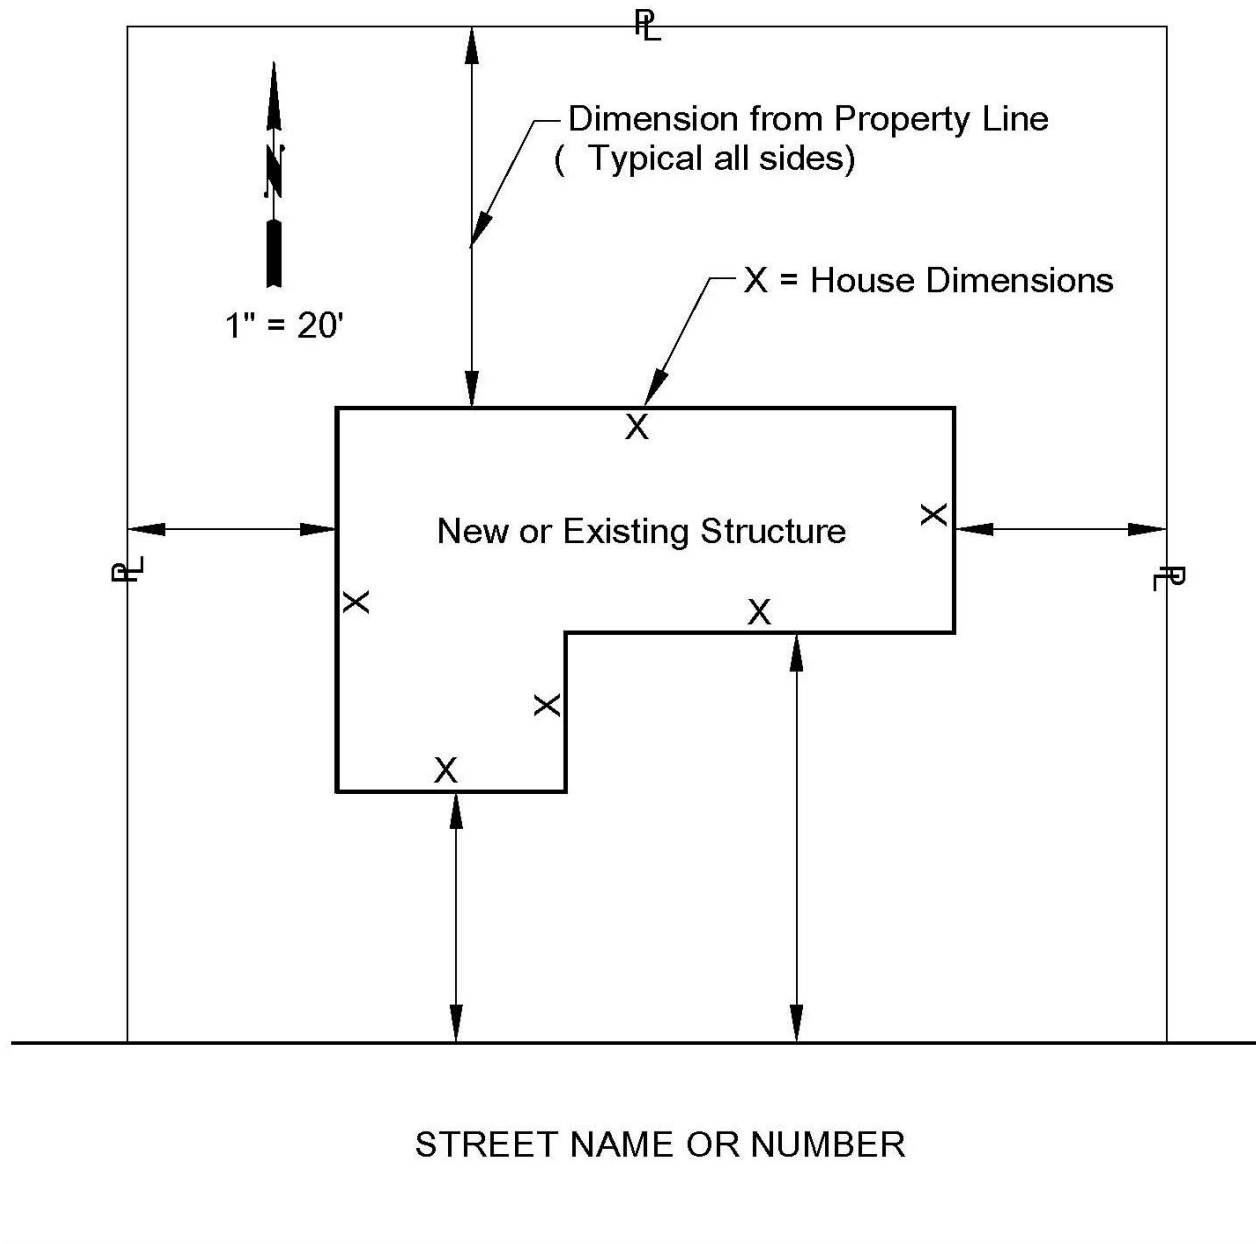 PL
Dimension from Property Line
( Typical all sides)
N
X = House Dimensions
1" = 20'
X
New or Existing Structure
X
PL
PL
X
X
X
X
STREET NAME OR NUMBER